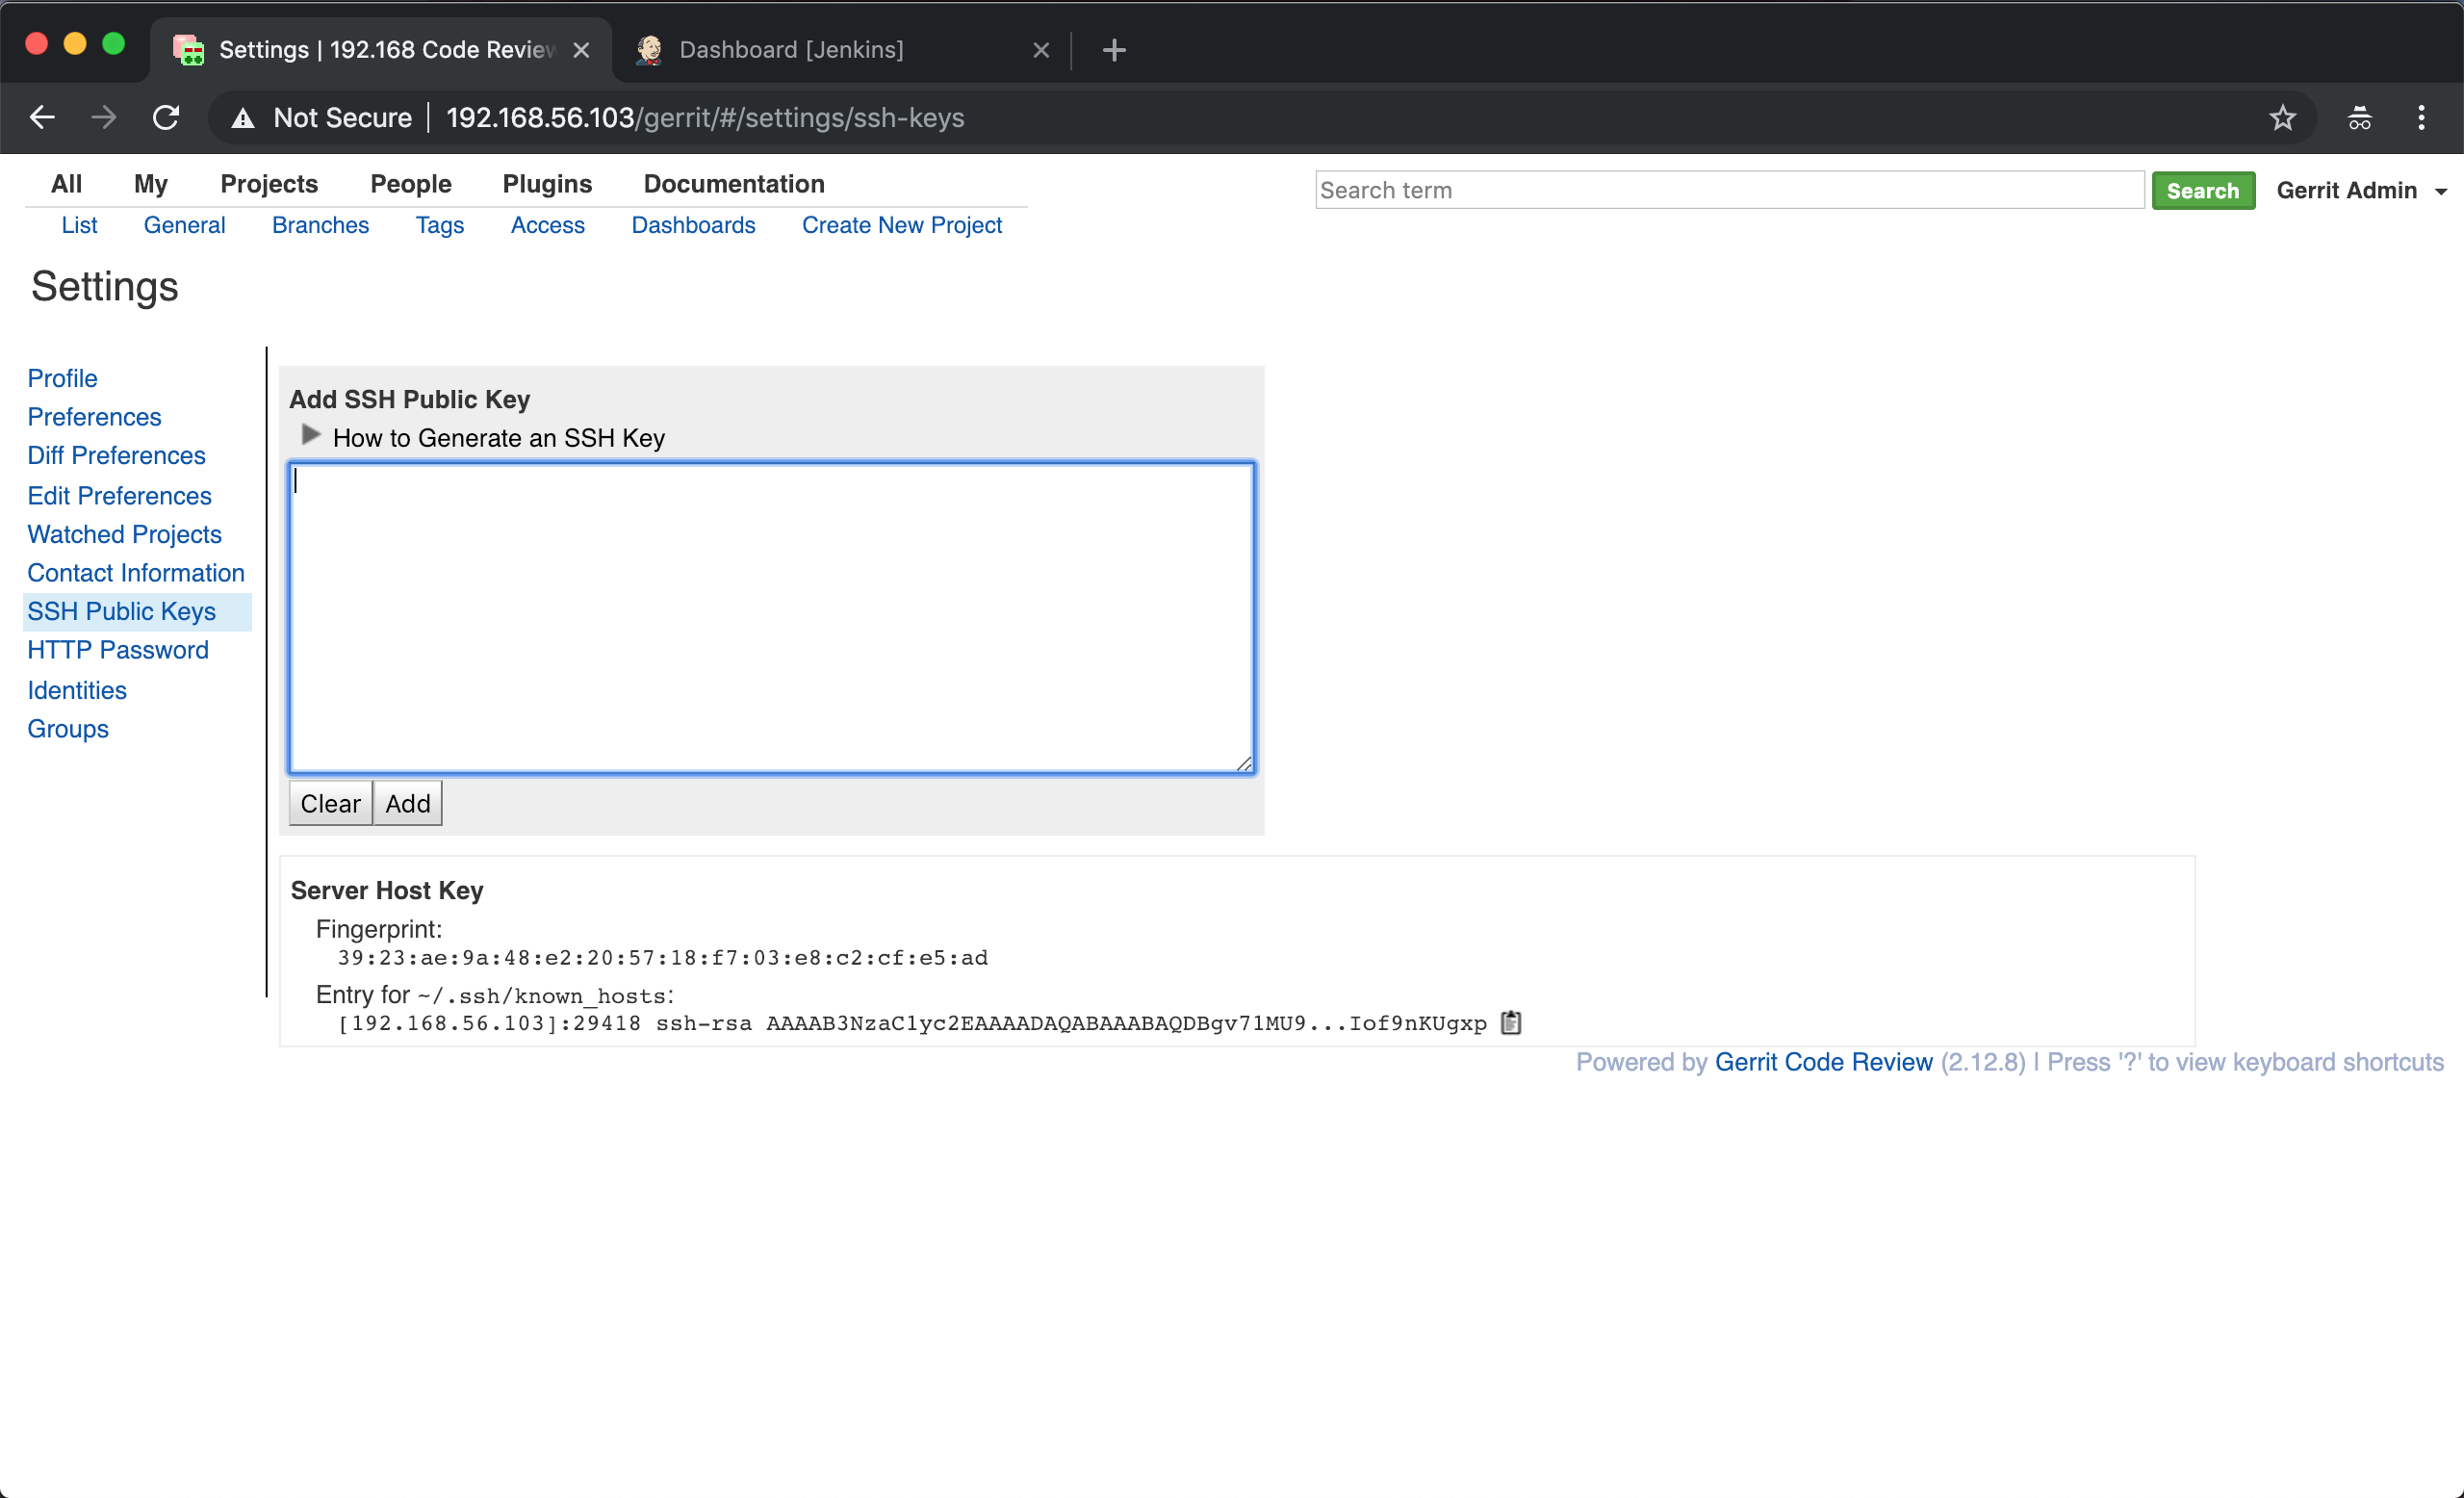 Settings | 192.168 Code Review
Dashboard [Jenkins]
Not Secure
192.168.56.103/gerrit/#/settings/ssh-keys
All My Projects People Plugins Documentation
Search term
Search
Gerrit Admin
List General Branches Tags Access Dashboards Create New Project
Settings
Profile
Preferences
Diff Preferences
Edit Preferences
Watched Projects
Contact Information
SSH Public Keys
HTTP Password
Identities
Groups
Add SSH Public Key
How to Generate an SSH Key
Clear Add
Server Host Key
Fingerprint:
39:23:ae:9a:48:e2:20:57:18:f7:03:e8:c2:cf:e5:ad
Entry for ~/.ssh/known_hosts:
[192.168.56.103]:29418 ssh-rsa AAAAB3NzaC1yc2EAAAADAQABAAABAQDBgv71MU9...Iof9nKUgxp
Powered by Gerrit Code Review (2.12.8) | Press '?' to view keyboard shortcuts